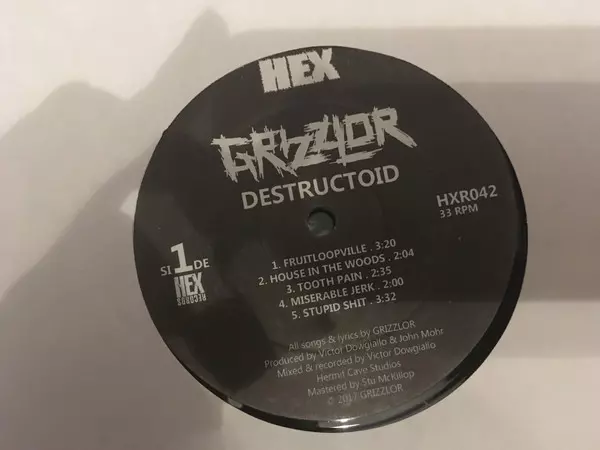 HEX
GRIZZLOR
DESTRUCTOID
HXR042
33 RPM
SI1DE
HEX
RECORDS
1. FRUITLOOPVILLE . 3:20
2. HOUSE IN THE WOODS . 2:04
3. TOOTH PAIN . 2:35
4. MISERABLE JERK . 2:00
5. STUPID SHIT . 3:32
All songs & lyrics by GRIZZLOR
Produced by Victor Dowgiallo & John Mohr
Mixed & recorded by Victor Dowgiallo
Hermit Cave Studios
Mastered by Stu McKillop
© 2017 GRIZZLOR